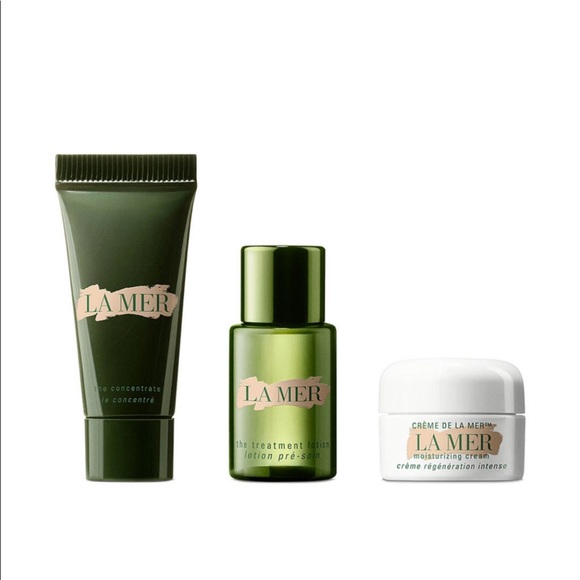 LA MER
the concentrate
le concentré
LA MER
the treatment lotion
lotion pré-soin
CRÈME DE LA MER™
LA MER
moisturizing cream
crème régénération intense